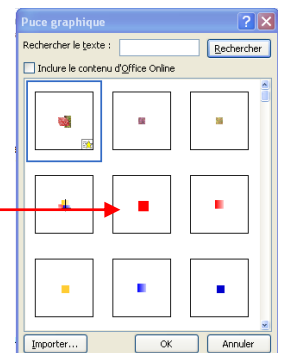 Puce graphique
Rechercher le texte :
Rechercher
Inclure le contenu d'Office Online
Importer...
OK
Annuler